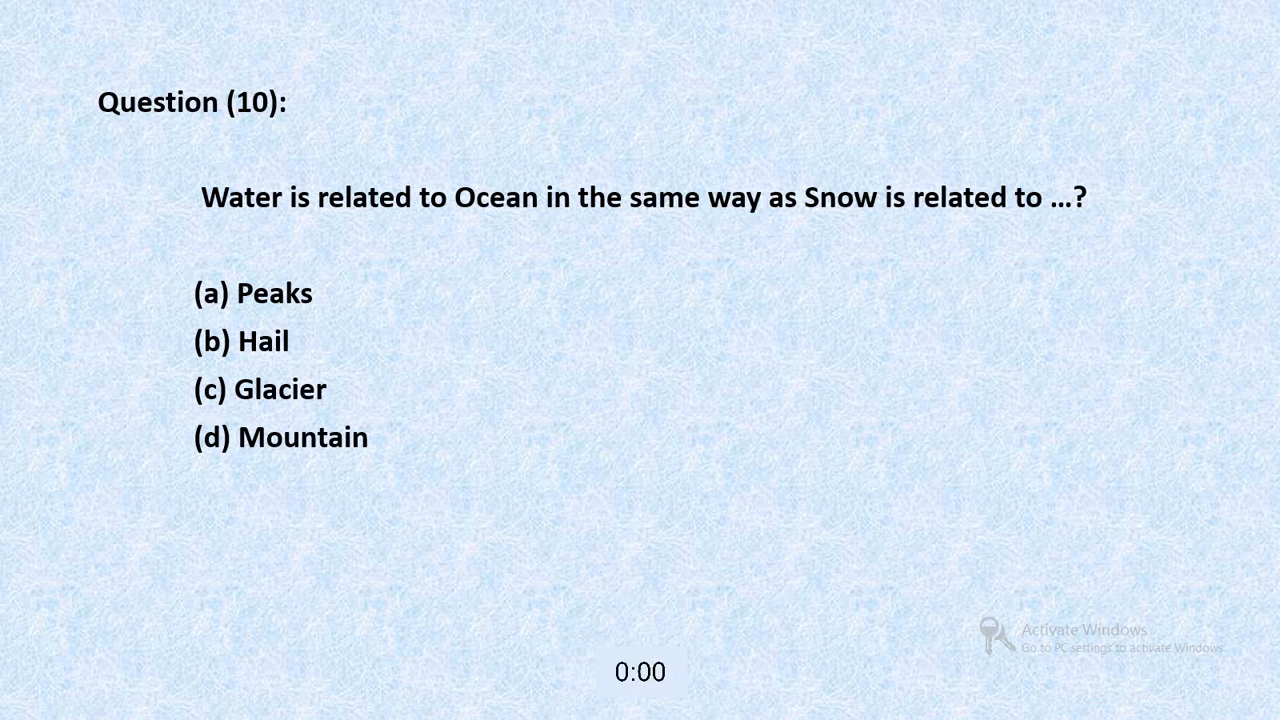 Question (10):
Water is related to Ocean in the same way as Snow is related to ...?
(a) Peaks
(b) Hail
(c) Glacier
(d) Mountain
Activate Windows
Go to PC settings to activate Windows.
0:00